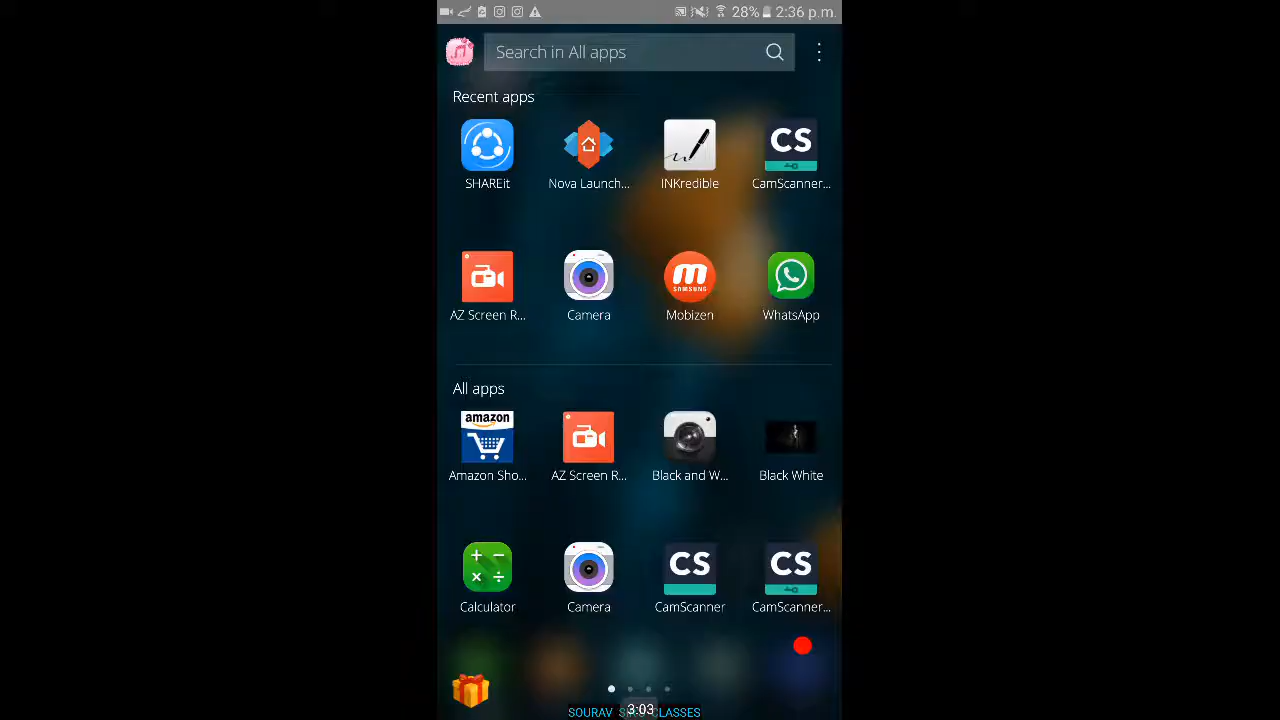 28% 2:36 p.m.
Search in All apps
Recent apps
SHAREit Nova Launch... INKredible CS CamScanner...
AZ Screen R... Camera m SAMSUNG Mobizen WhatsApp
All apps
amazon
Amazon Sho... AZ Screen R... Black and W... Black White
Calculator Camera CS CamScanner CS CamScanner...
3:03
SOURAV CLASSES